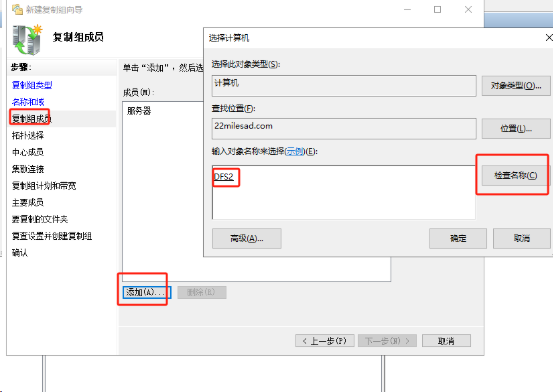 新建复制组向导
复制组成员
步骤:
复制组类型
名称和域
复制组成员
拓扑选择
中心成员
集散连接
复制组计划和带宽
主要成员
要复制的文件夹
复查设置并创建复制组
确认
单击“添加”，然后选
成员(M):
服务器
添加(A)...
删除(R)
< 上一步(P)
下一步(N) >
取消
选择计算机
选择此对象类型(S):
计算机
对象类型(O)...
查找位置(F):
22milesad.com
位置(L)...
输入对象名称来选择(示例)(E):
DFS2
检查名称(C)
高级(A)...
确定
取消